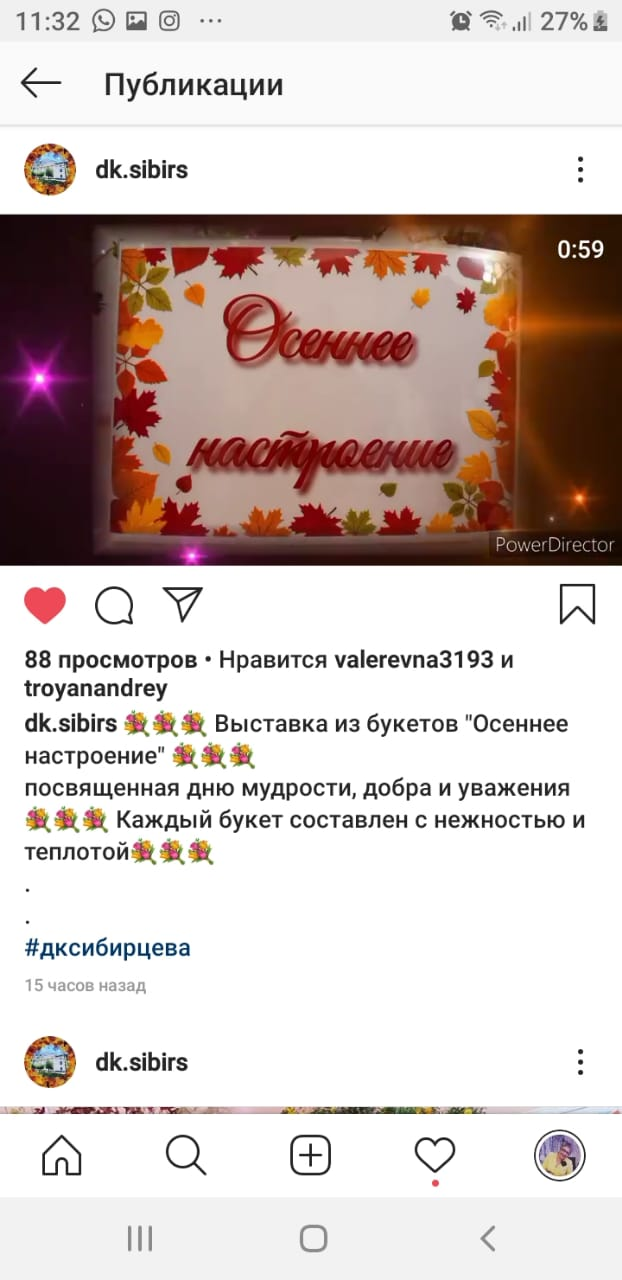 11:32 27%
Публикации
dk.sibirs
0:59
Осеннее
настроение
PowerDirector
88 просмотров • Нравится valerevna3193 и
troyanandrey
dk.sibirs 💐💐💐 Выставка из букетов "Осеннее
настроение" 💐💐💐
посвященная дню мудрости, добра и уважения
💐💐💐 Каждый букет составлен с нежностью и
теплотой💐💐💐
.
.
#дксибирцева
15 часов назад
dk.sibirs